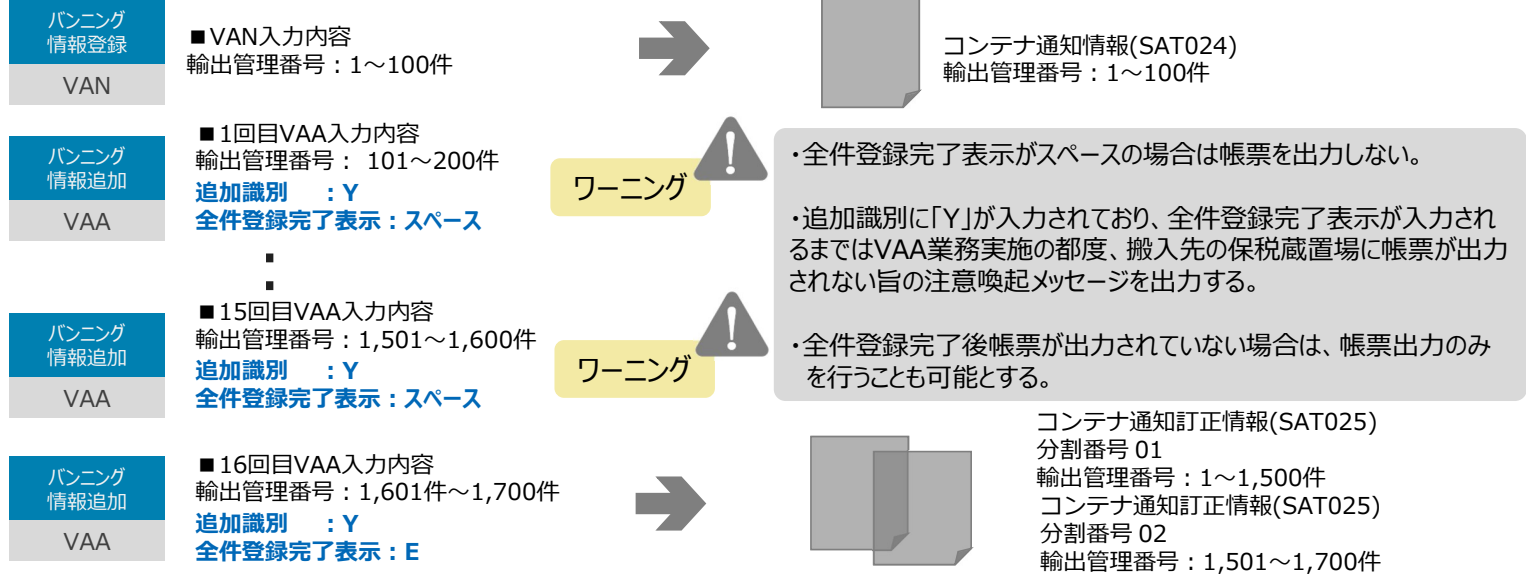 バンニング
情報登録
VAN
■VAN入力内容
輸出管理番号：1～100件
コンテナ通知情報(SAT024)
輸出管理番号：1～100件
バンニング
情報追加
VAA
■1回目VAA入力内容
輸出管理番号： 101～200件
追加識別　：Y
全件登録完了表示：スペース
ワーニング
・全件登録完了表示がスペースの場合は帳票を出力しない。
・追加識別に「Y」が入力されており、全件登録完了表示が入力され
るまではVAA業務実施の都度、搬入先の保税蔵置場に帳票が出力
されない旨の注意喚起メッセージを出力する。
・全件登録完了後帳票が出力されていない場合は、帳票出力のみ
を行うことも可能とする。
バンニング
情報追加
VAA
■15回目VAA入力内容
輸出管理番号：1,501～1,600件
追加識別　：Y
全件登録完了表示：スペース
ワーニング
バンニング
情報追加
VAA
■16回目VAA入力内容
輸出管理番号：1,601件～1,700件
追加識別　：Y
全件登録完了表示：E
コンテナ通知訂正情報(SAT025)
分割番号 01
輸出管理番号：1～1,500件
コンテナ通知訂正情報(SAT025)
分割番号 02
輸出管理番号：1,501～1,700件